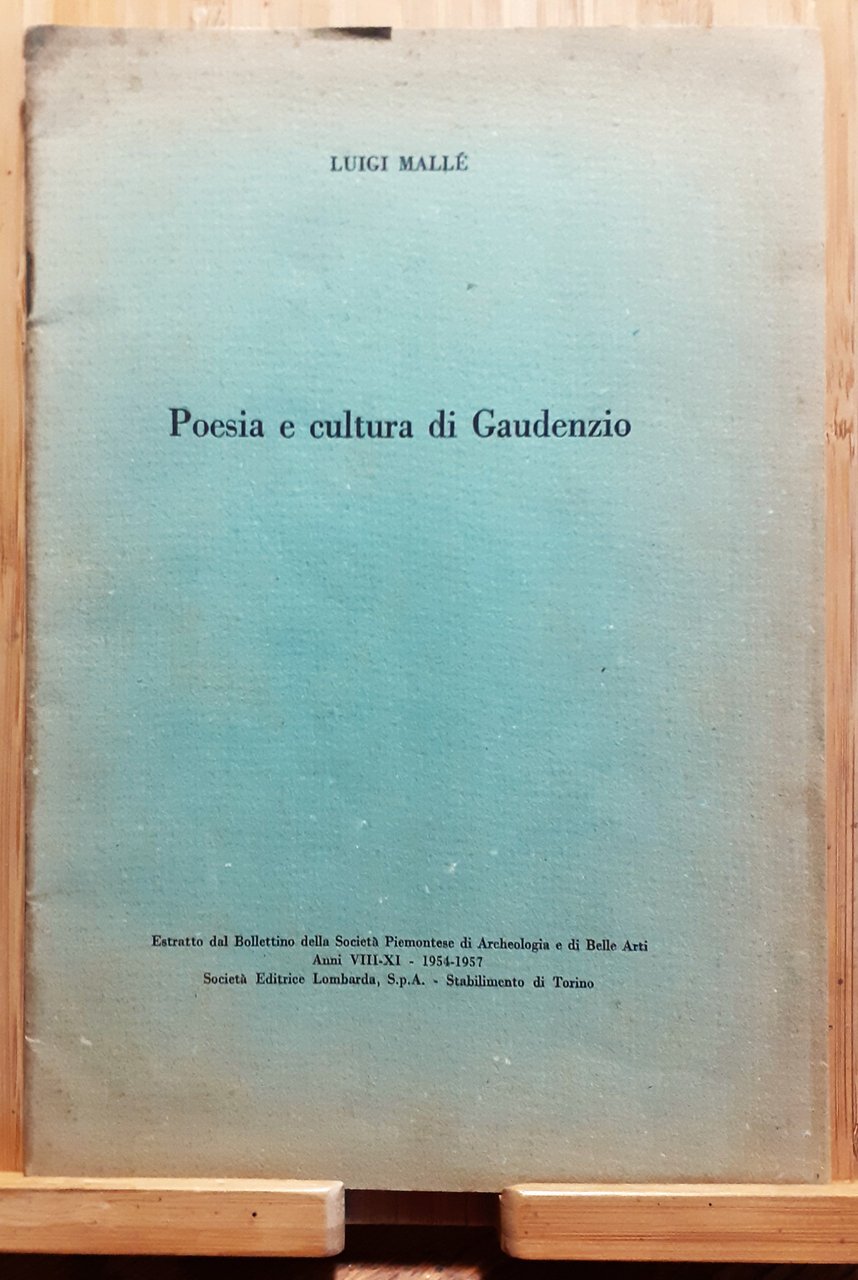 LUIGI MALLÉ
Poesia e cultura di Gaudenzio
Estratto dal Bollettino della Società Piemontese di Archeologia e di Belle Arti
Anni VIII-XI - 1954-1957
Società Editrice Lombarda, S.p.A. - Stabilimento di Torino